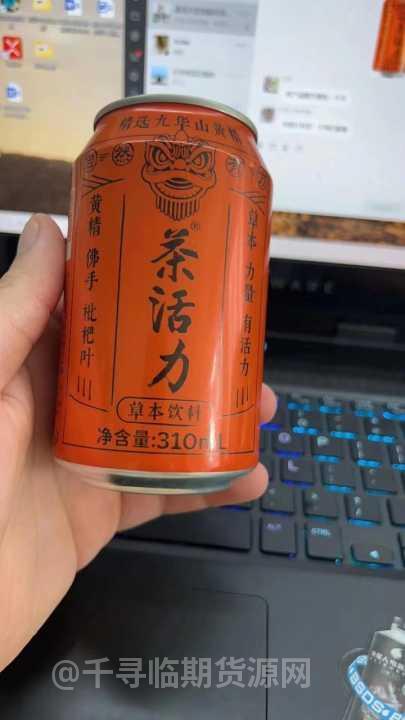 精选九华山黄精
茶活力
®
黄精 佛手 枇杷叶
草本力量有活力
草本饮料
净含量:310mL
@千寻临期货源网